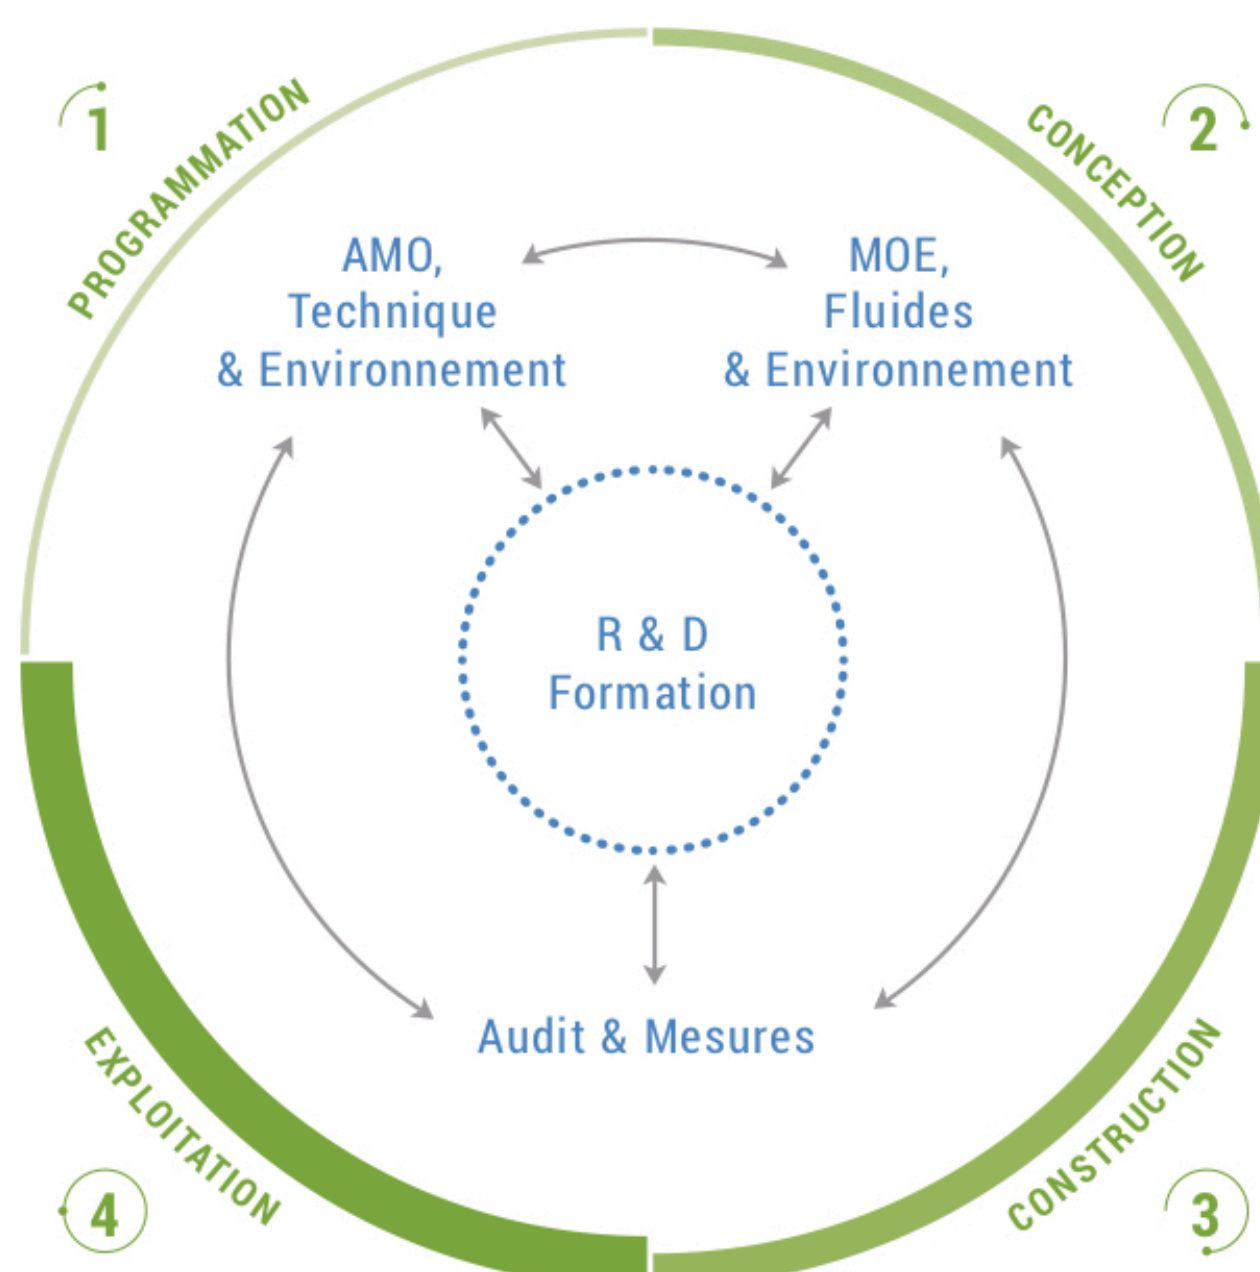 1
PROGRAMMATION
2
CONCEPTION
AMO,
Technique
& Environnement
MOE,
Fluides
& Environnement
R & D
Formation
Audit & Mesures
EXPLOITATION
4
CONSTRUCTION
3